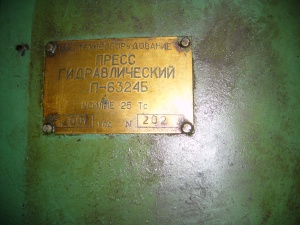 ПРЕСС
ГИДРАВЛИЧЕСКИЙ
П-6324Б
УСИЛИЕ 25 Тс
N 202